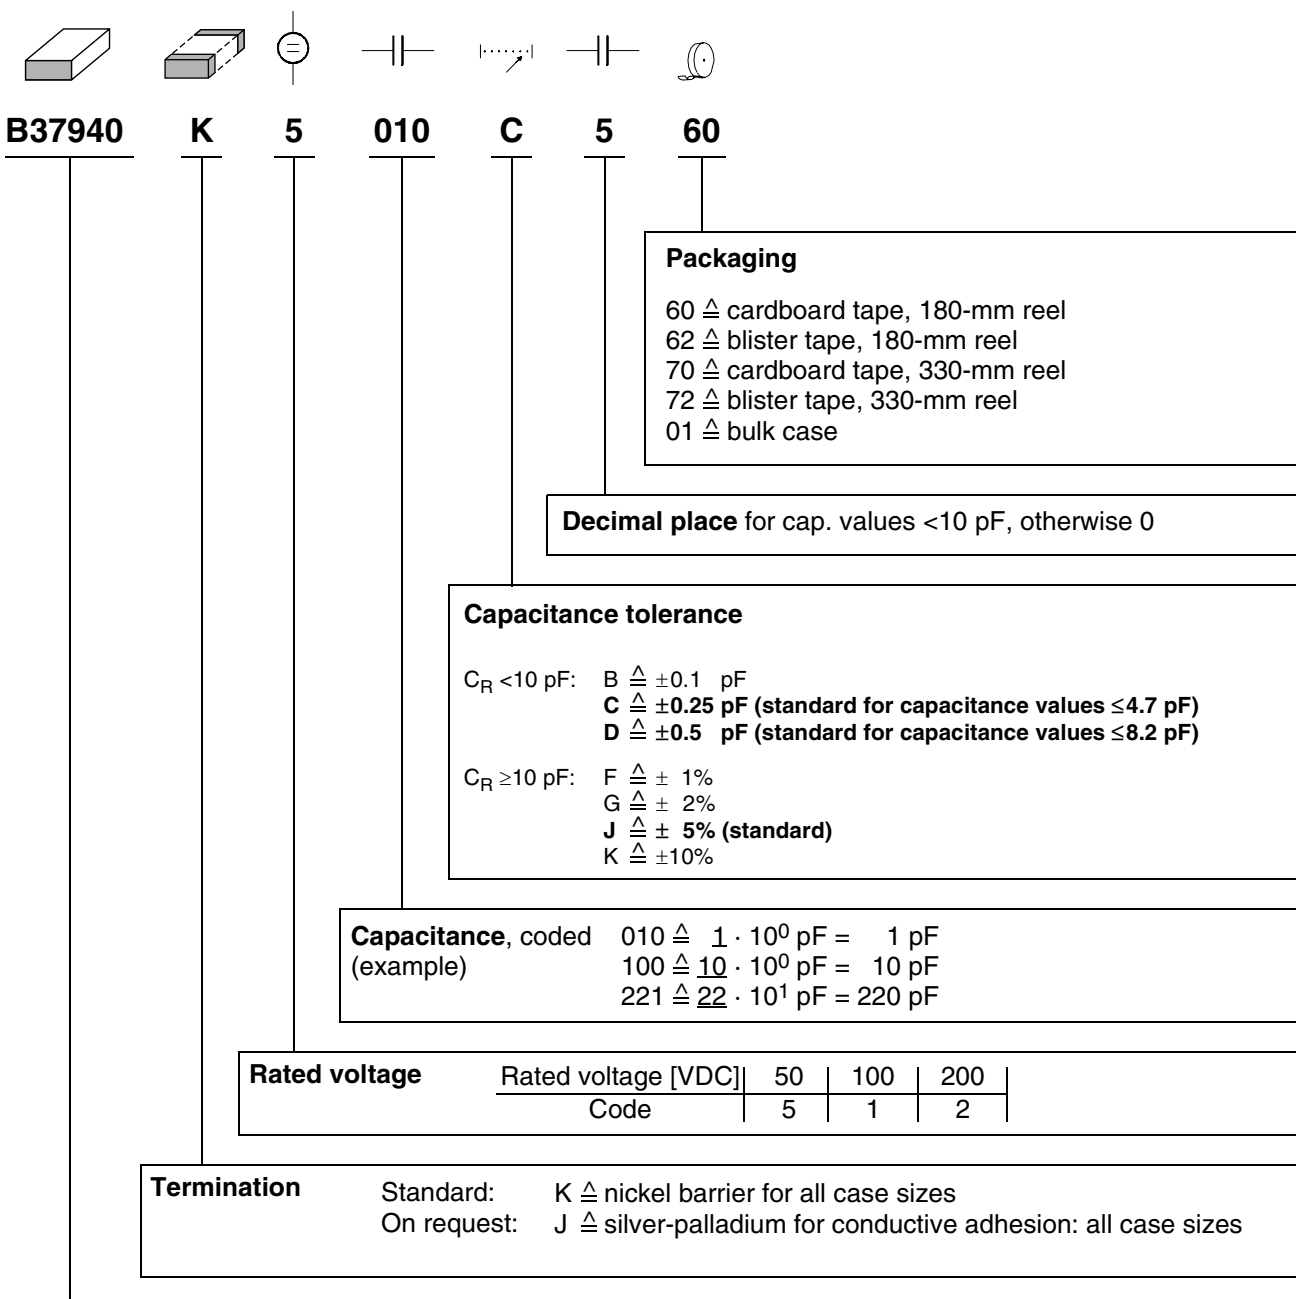 B37940 K 5 010 C 5 60
Packaging
60 ≙ cardboard tape, 180-mm reel
62 ≙ blister tape, 180-mm reel
70 ≙ cardboard tape, 330-mm reel
72 ≙ blister tape, 330-mm reel
01 ≙ bulk case
Decimal place for cap. values <10 pF, otherwise 0
Capacitance tolerance
C_R <10 pF: B ≙ ±0.1 pF
C ≙ ±0.25 pF (standard for capacitance values ≤4.7 pF)
D ≙ ±0.5 pF (standard for capacitance values ≤8.2 pF)
C_R ≥10 pF: F ≙ ± 1%
G ≙ ± 2%
J ≙ ± 5% (standard)
K ≙ ±10%
Capacitance, coded 010 ≙ 1 · 10⁰ pF = 1 pF
(example) 100 ≙ 10 · 10⁰ pF = 10 pF
221 ≙ 22 · 10¹ pF = 220 pF
Rated voltage Rated voltage [VDC] 50 100 200
Code 5 1 2
Termination Standard: K ≙ nickel barrier for all case sizes
On request: J ≙ silver-palladium for conductive adhesion: all case sizes